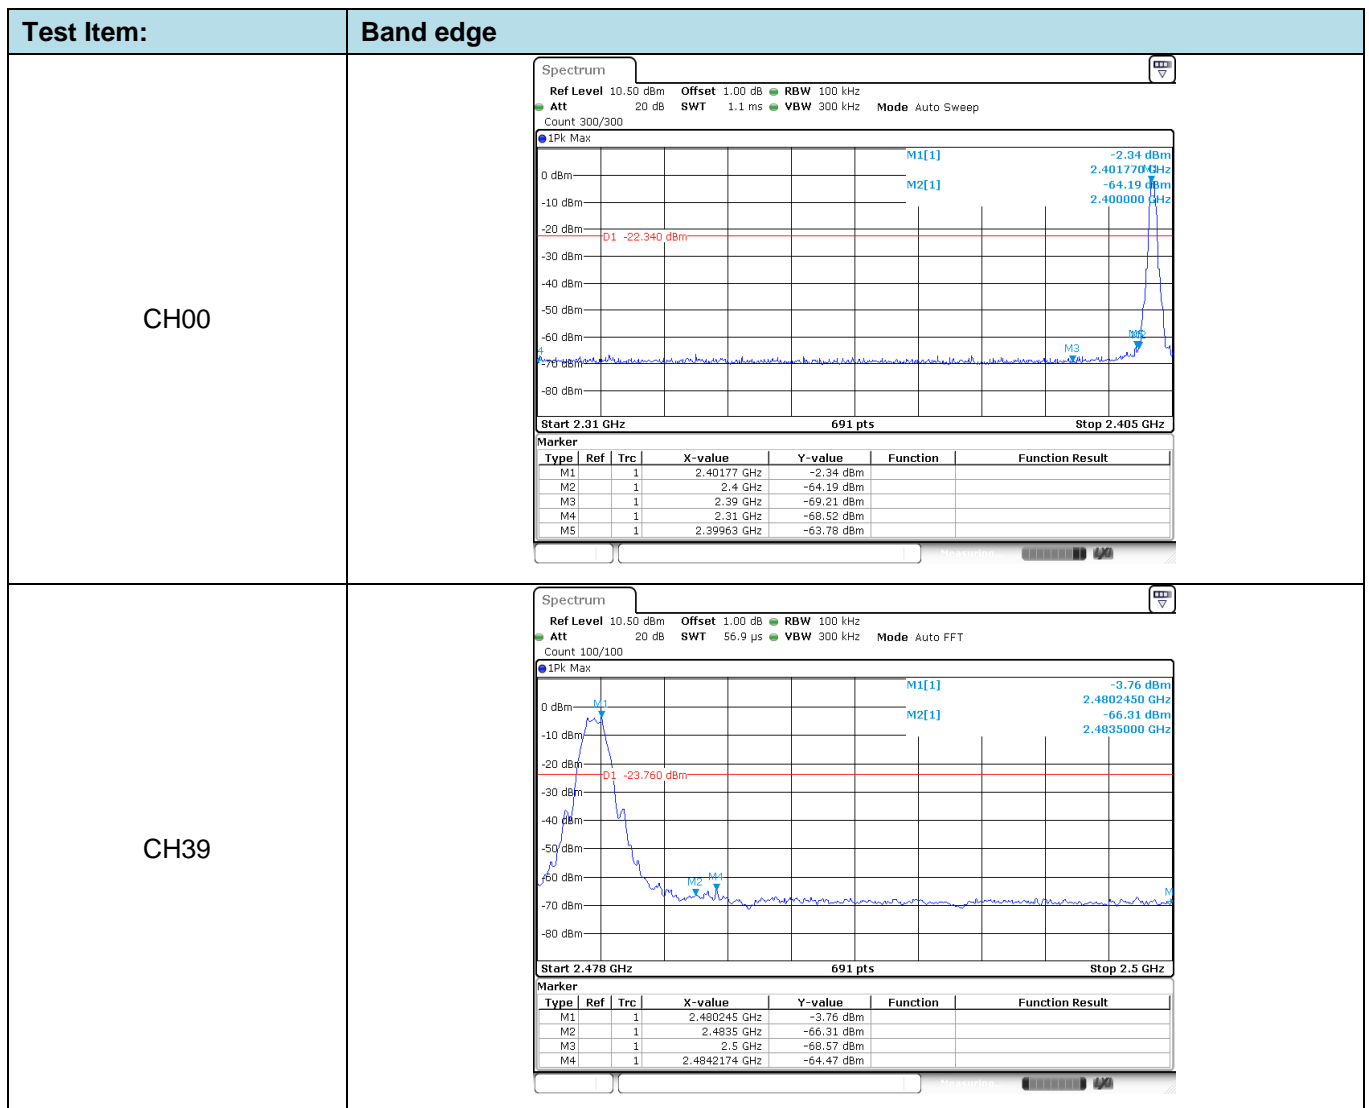 Test Item: Band edge
CH00
Spectrum
Ref Level 10.50 dBm Offset 1.00 dB RBW 100 kHz
Att 20 dB SWT 1.1 ms VBW 300 kHz Mode Auto Sweep
Count 300/300
1Pk Max
M1[1] -2.34 dBm
2.401770 GHz
M1
M2[1] -64.19 dBm
2.400000 GHz
0 dBm
-10 dBm
-20 dBm
D1 -22.340 dBm
-30 dBm
-40 dBm
-50 dBm
-60 dBm
M3
-70 dBm
-80 dBm
Start 2.31 GHz 691 pts Stop 2.405 GHz
Marker
Type Ref Trc X-value Y-value Function Function Result
M1 1 2.40177 GHz -2.34 dBm
M2 1 2.4 GHz -64.19 dBm
M3 1 2.39 GHz -69.21 dBm
M4 1 2.31 GHz -68.52 dBm
M5 1 2.39963 GHz -63.78 dBm
Measuring...
CH39
Spectrum
Ref Level 10.50 dBm Offset 1.00 dB RBW 100 kHz
Att 20 dB SWT 56.9 µs VBW 300 kHz Mode Auto FFT
Count 100/100
1Pk Max
M1[1] -3.76 dBm
2.4802450 GHz
M2[1] -66.31 dBm
2.4835000 GHz
0 dBm
M1
-10 dBm
-20 dBm
D1 -23.760 dBm
-30 dBm
-40 dBm
-50 dBm
-60 dBm
M2 M4
-70 dBm
-80 dBm
Start 2.478 GHz 691 pts Stop 2.5 GHz
Marker
Type Ref Trc X-value Y-value Function Function Result
M1 1 2.480245 GHz -3.76 dBm
M2 1 2.4835 GHz -66.31 dBm
M3 1 2.5 GHz -68.57 dBm
M4 1 2.4842174 GHz -64.47 dBm
Measuring...